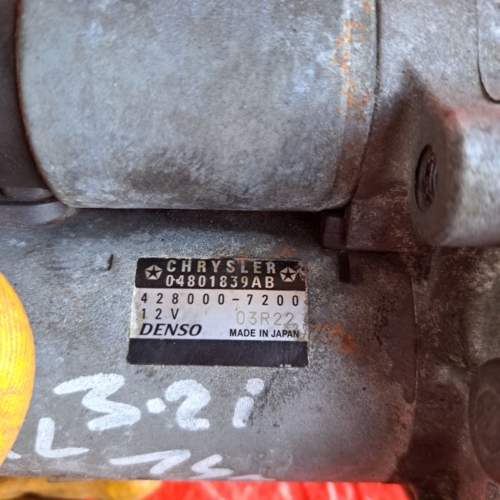 CHRYSLER
04801839AB
428000-7200
12V 03R22
DENSO MADE IN JAPAN
3.2i